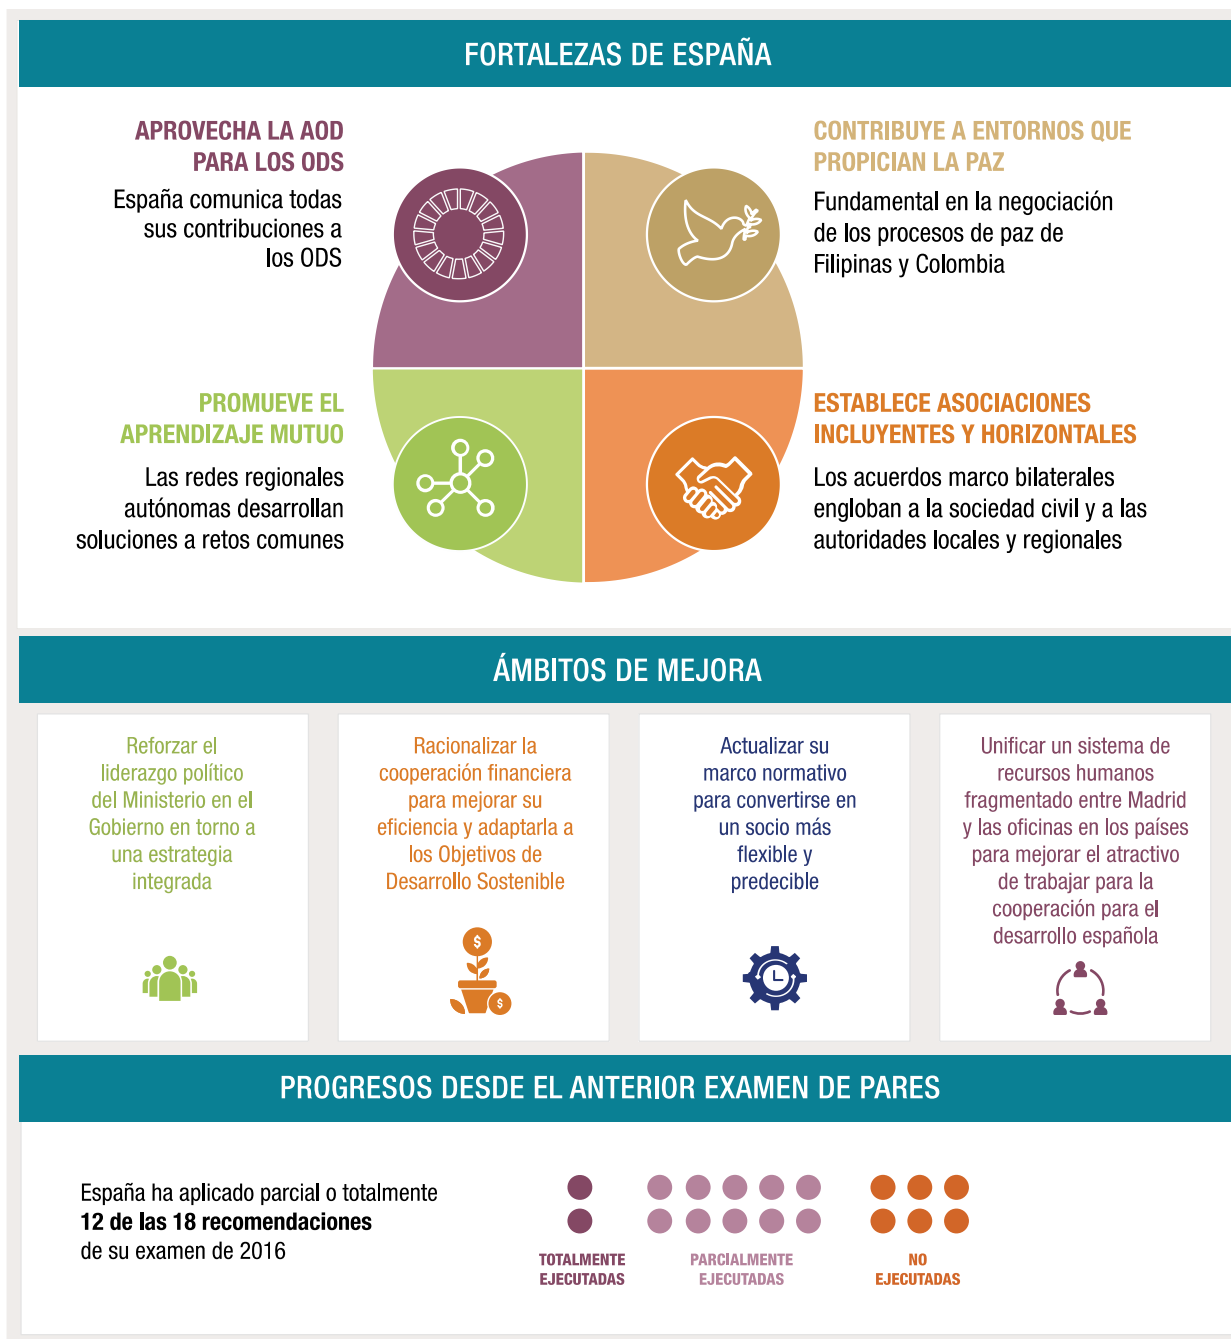 FORTALEZAS DE ESPAÑA
APROVECHA LA AOD
PARA LOS ODS
España comunica todas
sus contribuciones a
los ODS
CONTRIBUYE A ENTORNOS QUE
PROPICIAN LA PAZ
Fundamental en la negociación
de los procesos de paz de
Filipinas y Colombia
PROMUEVE EL
APRENDIZAJE MUTUO
Las redes regionales
autónomas desarrollan
soluciones a retos comunes
ESTABLECE ASOCIACIONES
INCLUYENTES Y HORIZONTALES
Los acuerdos marco bilaterales
engloban a la sociedad civil y a las
autoridades locales y regionales
ÁMBITOS DE MEJORA
Reforzar el
liderazgo político
del Ministerio en el
Gobierno en torno a
una estrategia
integrada
Racionalizar la
cooperación financiera
para mejorar su
eficiencia y adaptarla a
los Objetivos de
Desarrollo Sostenible
$
$
Actualizar su
marco normativo
para convertirse en
un socio más
flexible y
predecible
Unificar un sistema de
recursos humanos
fragmentado entre Madrid
y las oficinas en los países
para mejorar el atractivo
de trabajar para la
cooperación para el
desarrollo española
PROGRESOS DESDE EL ANTERIOR EXAMEN DE PARES
España ha aplicado parcial o totalmente
12 de las 18 recomendaciones
de su examen de 2016
TOTALMENTE
EJECUTADAS
PARCIALMENTE
EJECUTADAS
NO
EJECUTADAS